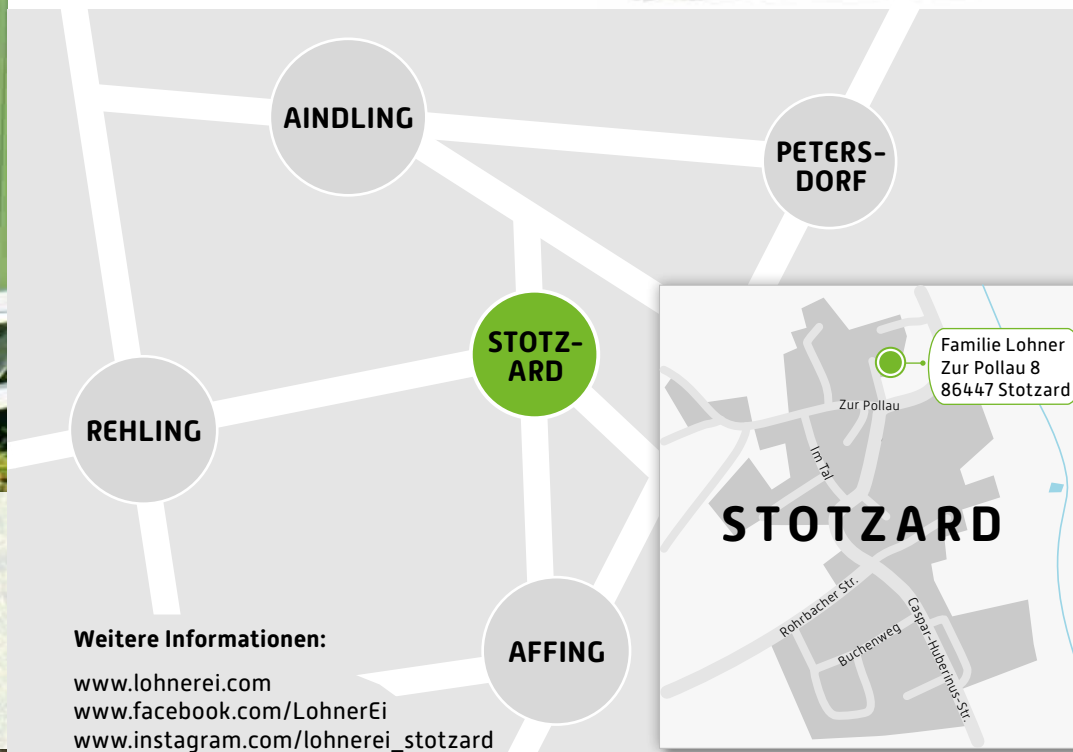 AINDLING
PETERS-
DORF
STOTZ-
ARD
REHLING
AFFING
Familie Lohner
Zur Pollau 8
86447 Stotzard
Zur Pollau
Im Tal
STOTZARD
Rohrbacher Str.
Buchenweg
Caspar-Huberinus-Str.
Weitere Informationen:
www.lohnerei.com
www.facebook.com/LohnerEi
www.instagram.com/lohnerei_stotzard